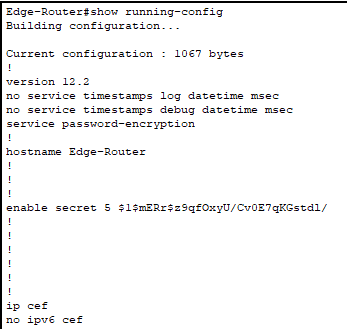 Edge-Router#show running-config
Building configuration...

Current configuration : 1067 bytes
!
version 12.2
no service timestamps log datetime msec
no service timestamps debug datetime msec
service password-encryption
!
hostname Edge-Router
!
!
!
enable secret 5 $1$mERr$z9qfOxyU/Cv0E7qKGstdl/
!
!
!
!
!
!
ip cef
no ipv6 cef